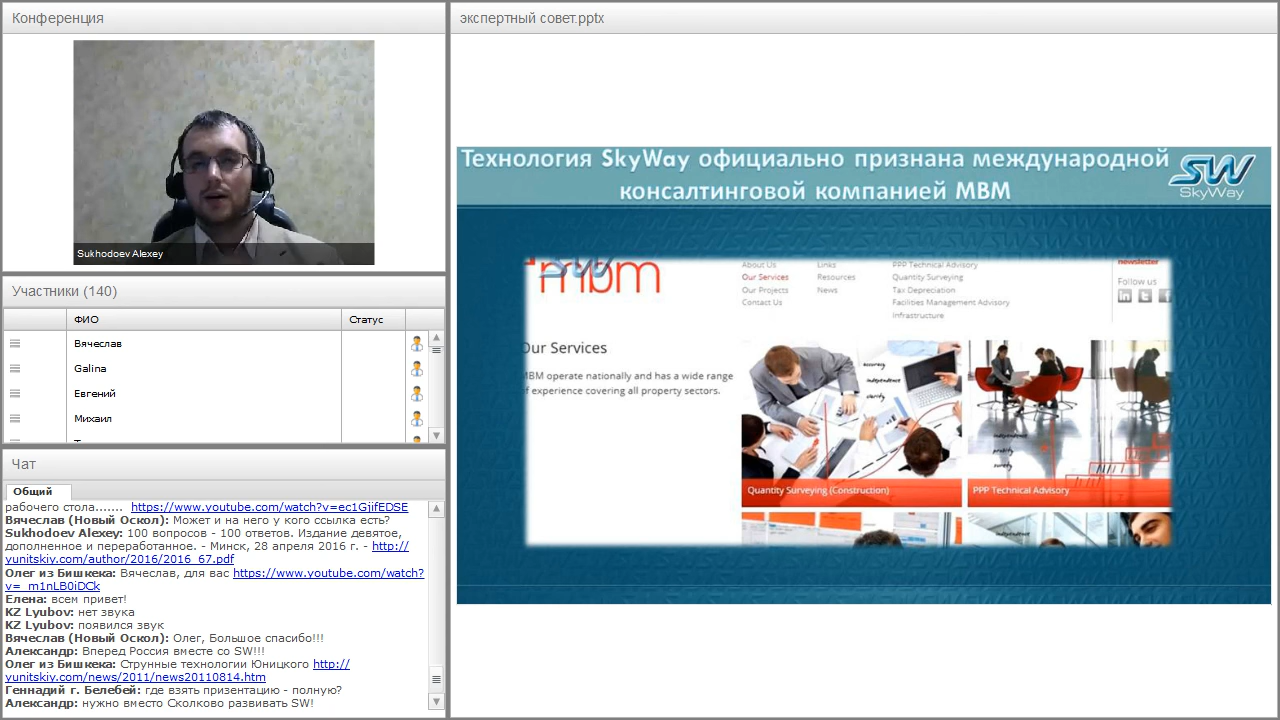 Конференция
Sukhodoev Alexey
Участники (140)
ФИО Статус
Вячеслав
Galina
Евгений
Михаил
Чат
Общий
рабочего стола....... https://www.youtube.com/watch?v=ec1GjifEDSE
Вячеслав (Новый Оскол): Может и на него у кого ссылка есть?
Sukhodoev Alexey: 100 вопросов - 100 ответов. Издание девятое,
дополненное и переработанное. - Минск, 28 апреля 2016 г. - http://
yunitskiy.com/author/2016/2016_67.pdf
Олег из Бишкека: Вячеслав, для вас https://www.youtube.com/watch?
v=_m1nLB0iDCk
Елена: всем привет!
KZ Lyubov: нет звука
KZ Lyubov: появился звук
Вячеслав (Новый Оскол): Олег, Большое спасибо!!!
Александр: Вперед Россия вместе со SW!!!
Олег из Бишкека: Струнные технологии Юницкого http://
yunitskiy.com/news/2011/news20110814.htm
Геннадий г. Белебей: где взять призентацию - полную?
Александр: нужно вместо Сколково развивать SW!
экспертный совет.pptx
Технология SkyWay официально признана международной
консалтинговой компанией MBM
SW
SkyWay
SW
mbm
About Us
Our Services
Our Projects
Contact Us
Links
Resources
News
PPP Technical Advisory
Quantity Surveying
Tax Depreciation
Facilities Management Advisory
Infrastructure
newsletter
Follow us
Our Services
MBM operate nationally and has a wide range
of experience covering all property sectors.
accuracy
independence
clarity
Quantity Surveying (Construction)
independence
probity
surety
PPP Technical Advisory